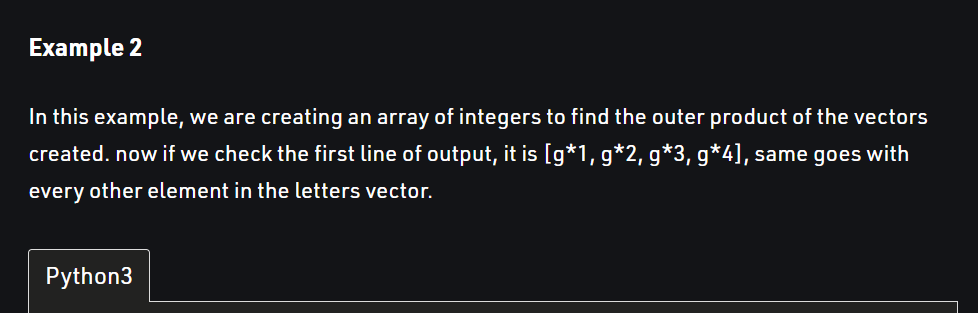 Example 2
In this example, we are creating an array of integers to find the outer product of the vectors
created. now if we check the first line of output, it is [g*1, g*2, g*3, g*4], same goes with
every other element in the letters vector.
Python3